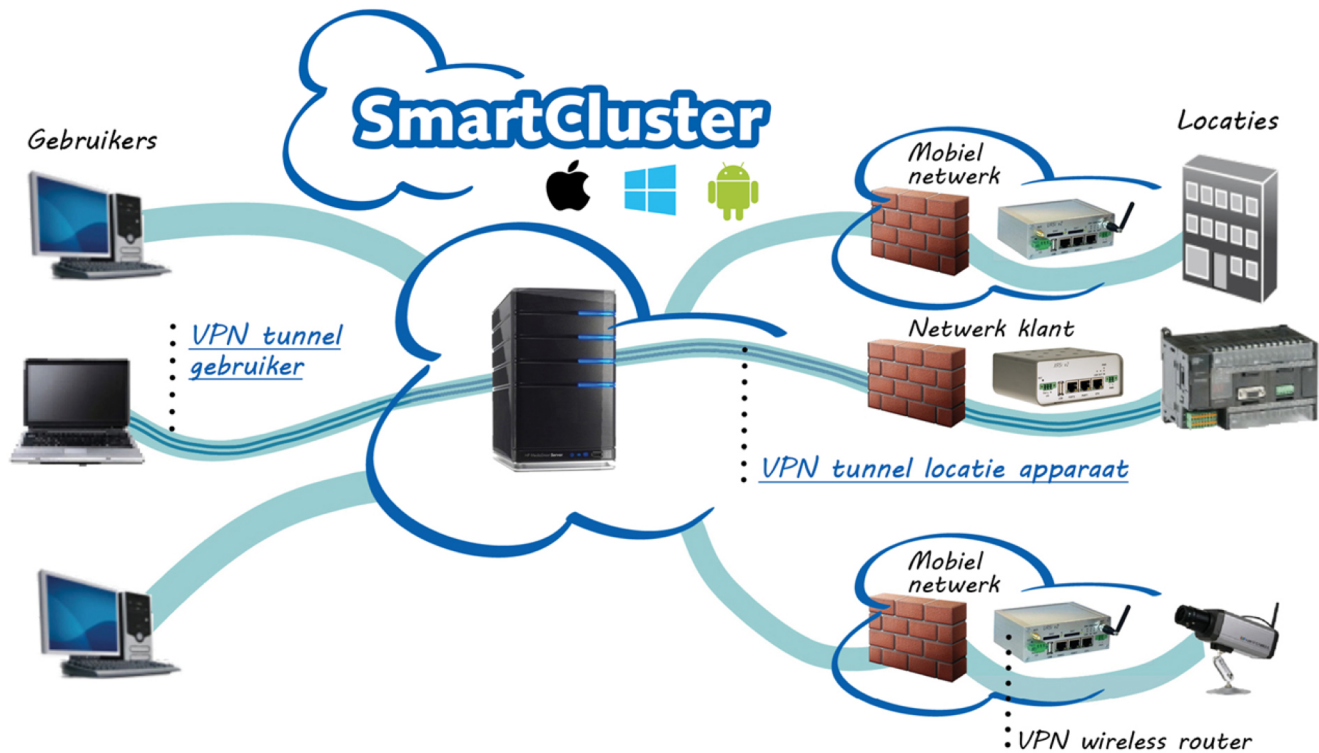 SmartCluster
Gebruikers
Locaties
Mobiel
netwerk
VPN tunnel
gebruiker
Netwerk klant
VPN tunnel locatie apparaat
Mobiel
netwerk
VPN wireless router